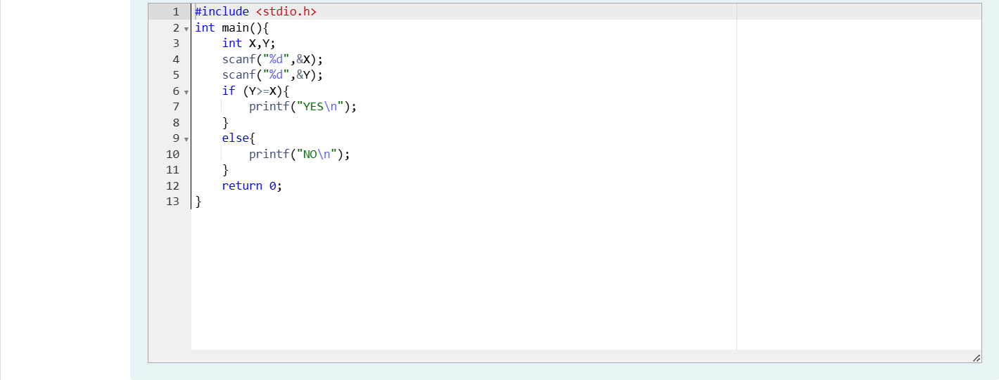 1 #include <stdio.h>
2 int main(){
3     int X,Y;
4     scanf("%d",&X);
5     scanf("%d",&Y);
6     if (Y>=X){
7         printf("YES\n");
8     }
9     else{
10         printf("NO\n");
11     }
12     return 0;
13 }